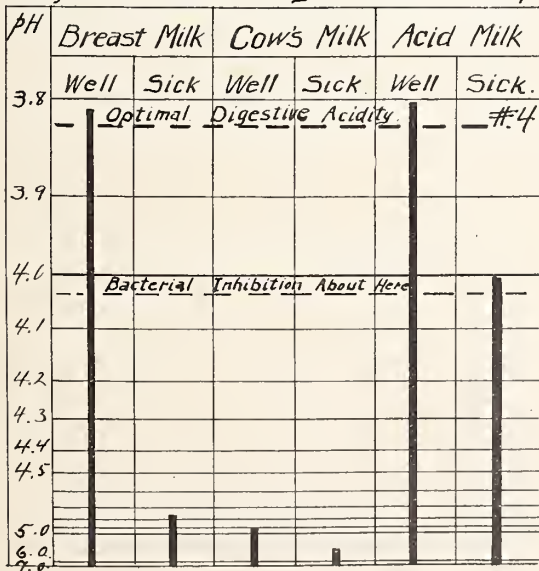 pH Breast Milk Cow's Milk Acid Milk
Well Sick Well Sick. Well Sick.
3.8
Optimal Digestive Acidity. #4
3.9
4.0
Bacterial Inhibition About Here
4.1
4.2
4.3
4.4
4.5
5.0
6.0
7.0